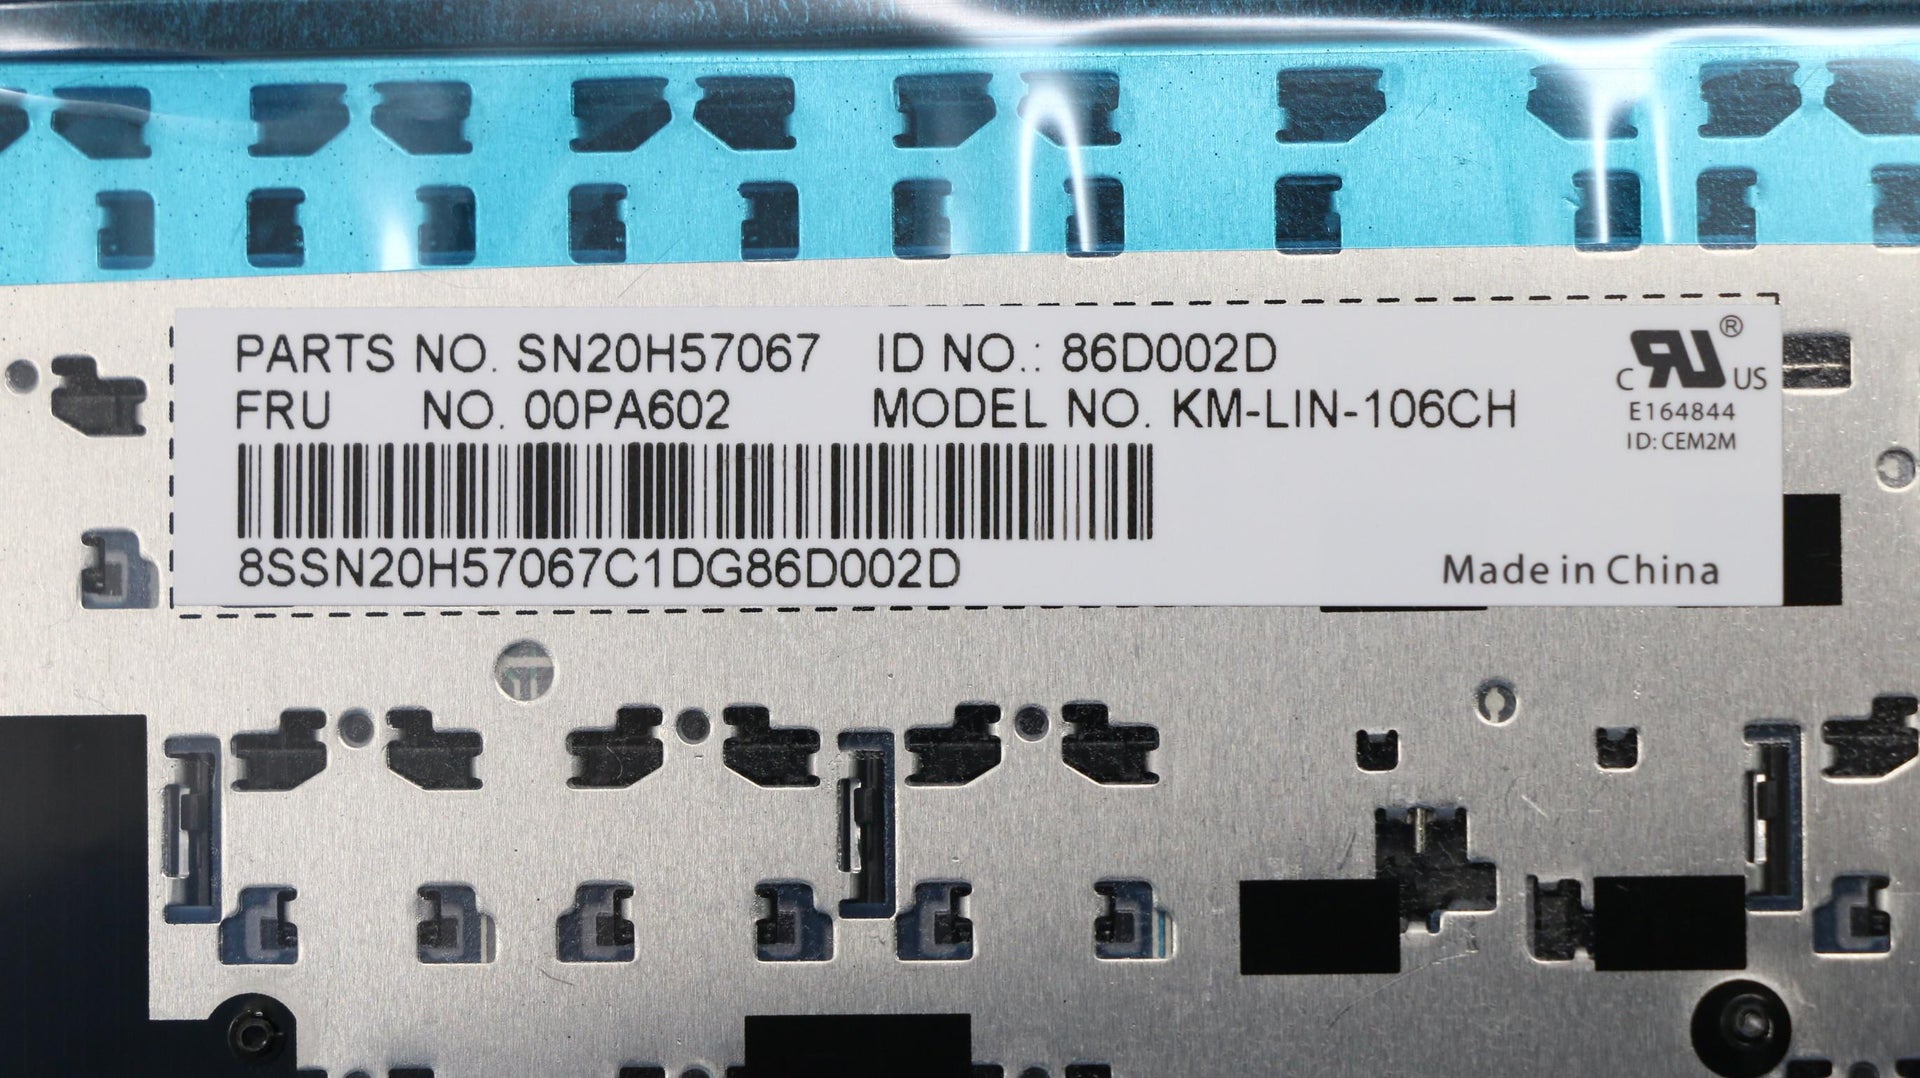 PARTS NO. SN20H57067 ID NO.: 86D002D
FRU NO. 00PA602 MODEL NO. KM-LIN-106CH
8SSN20H57067C1DG86D002D
®
C RU US
E164844
ID: CEM2M
Made in China